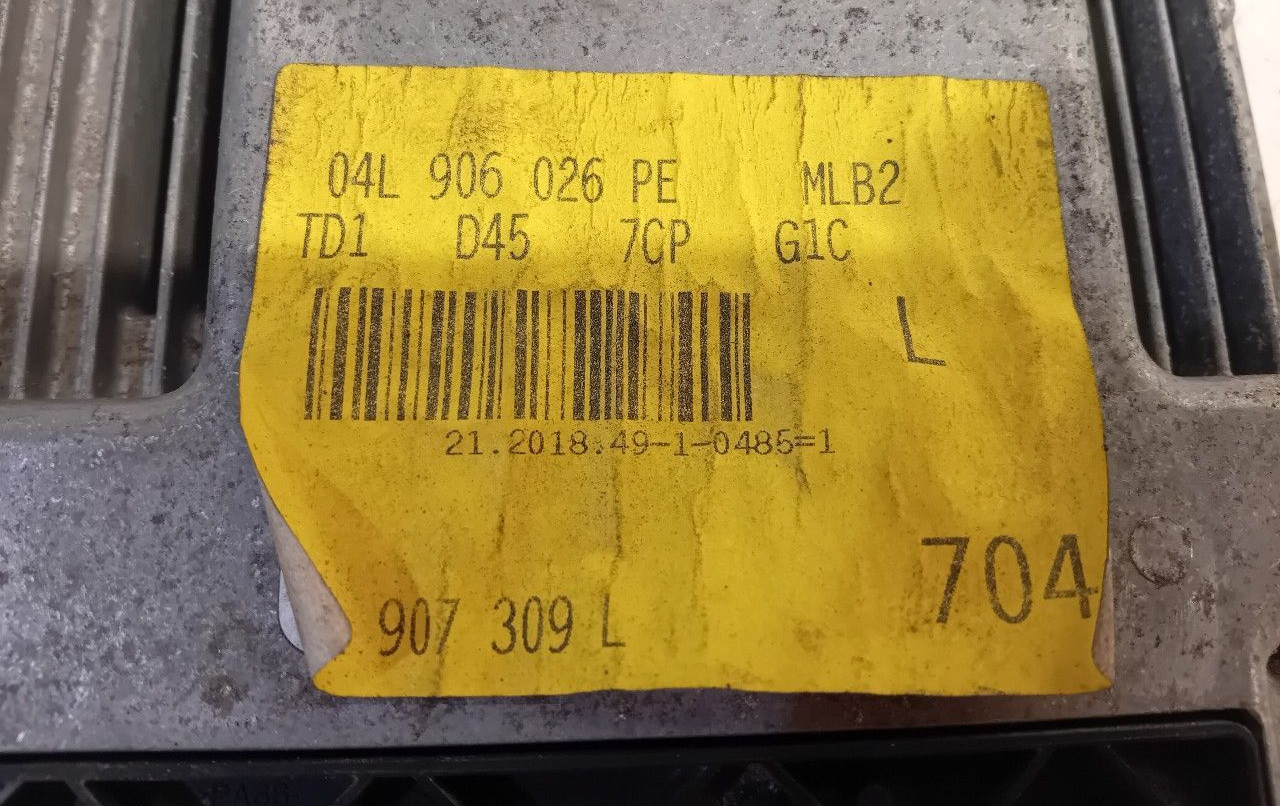 04L 906 026 PE MLB2
TD1 D45 7CP G1C
L
21.2018.49-1-0485=1
704
907 309 L